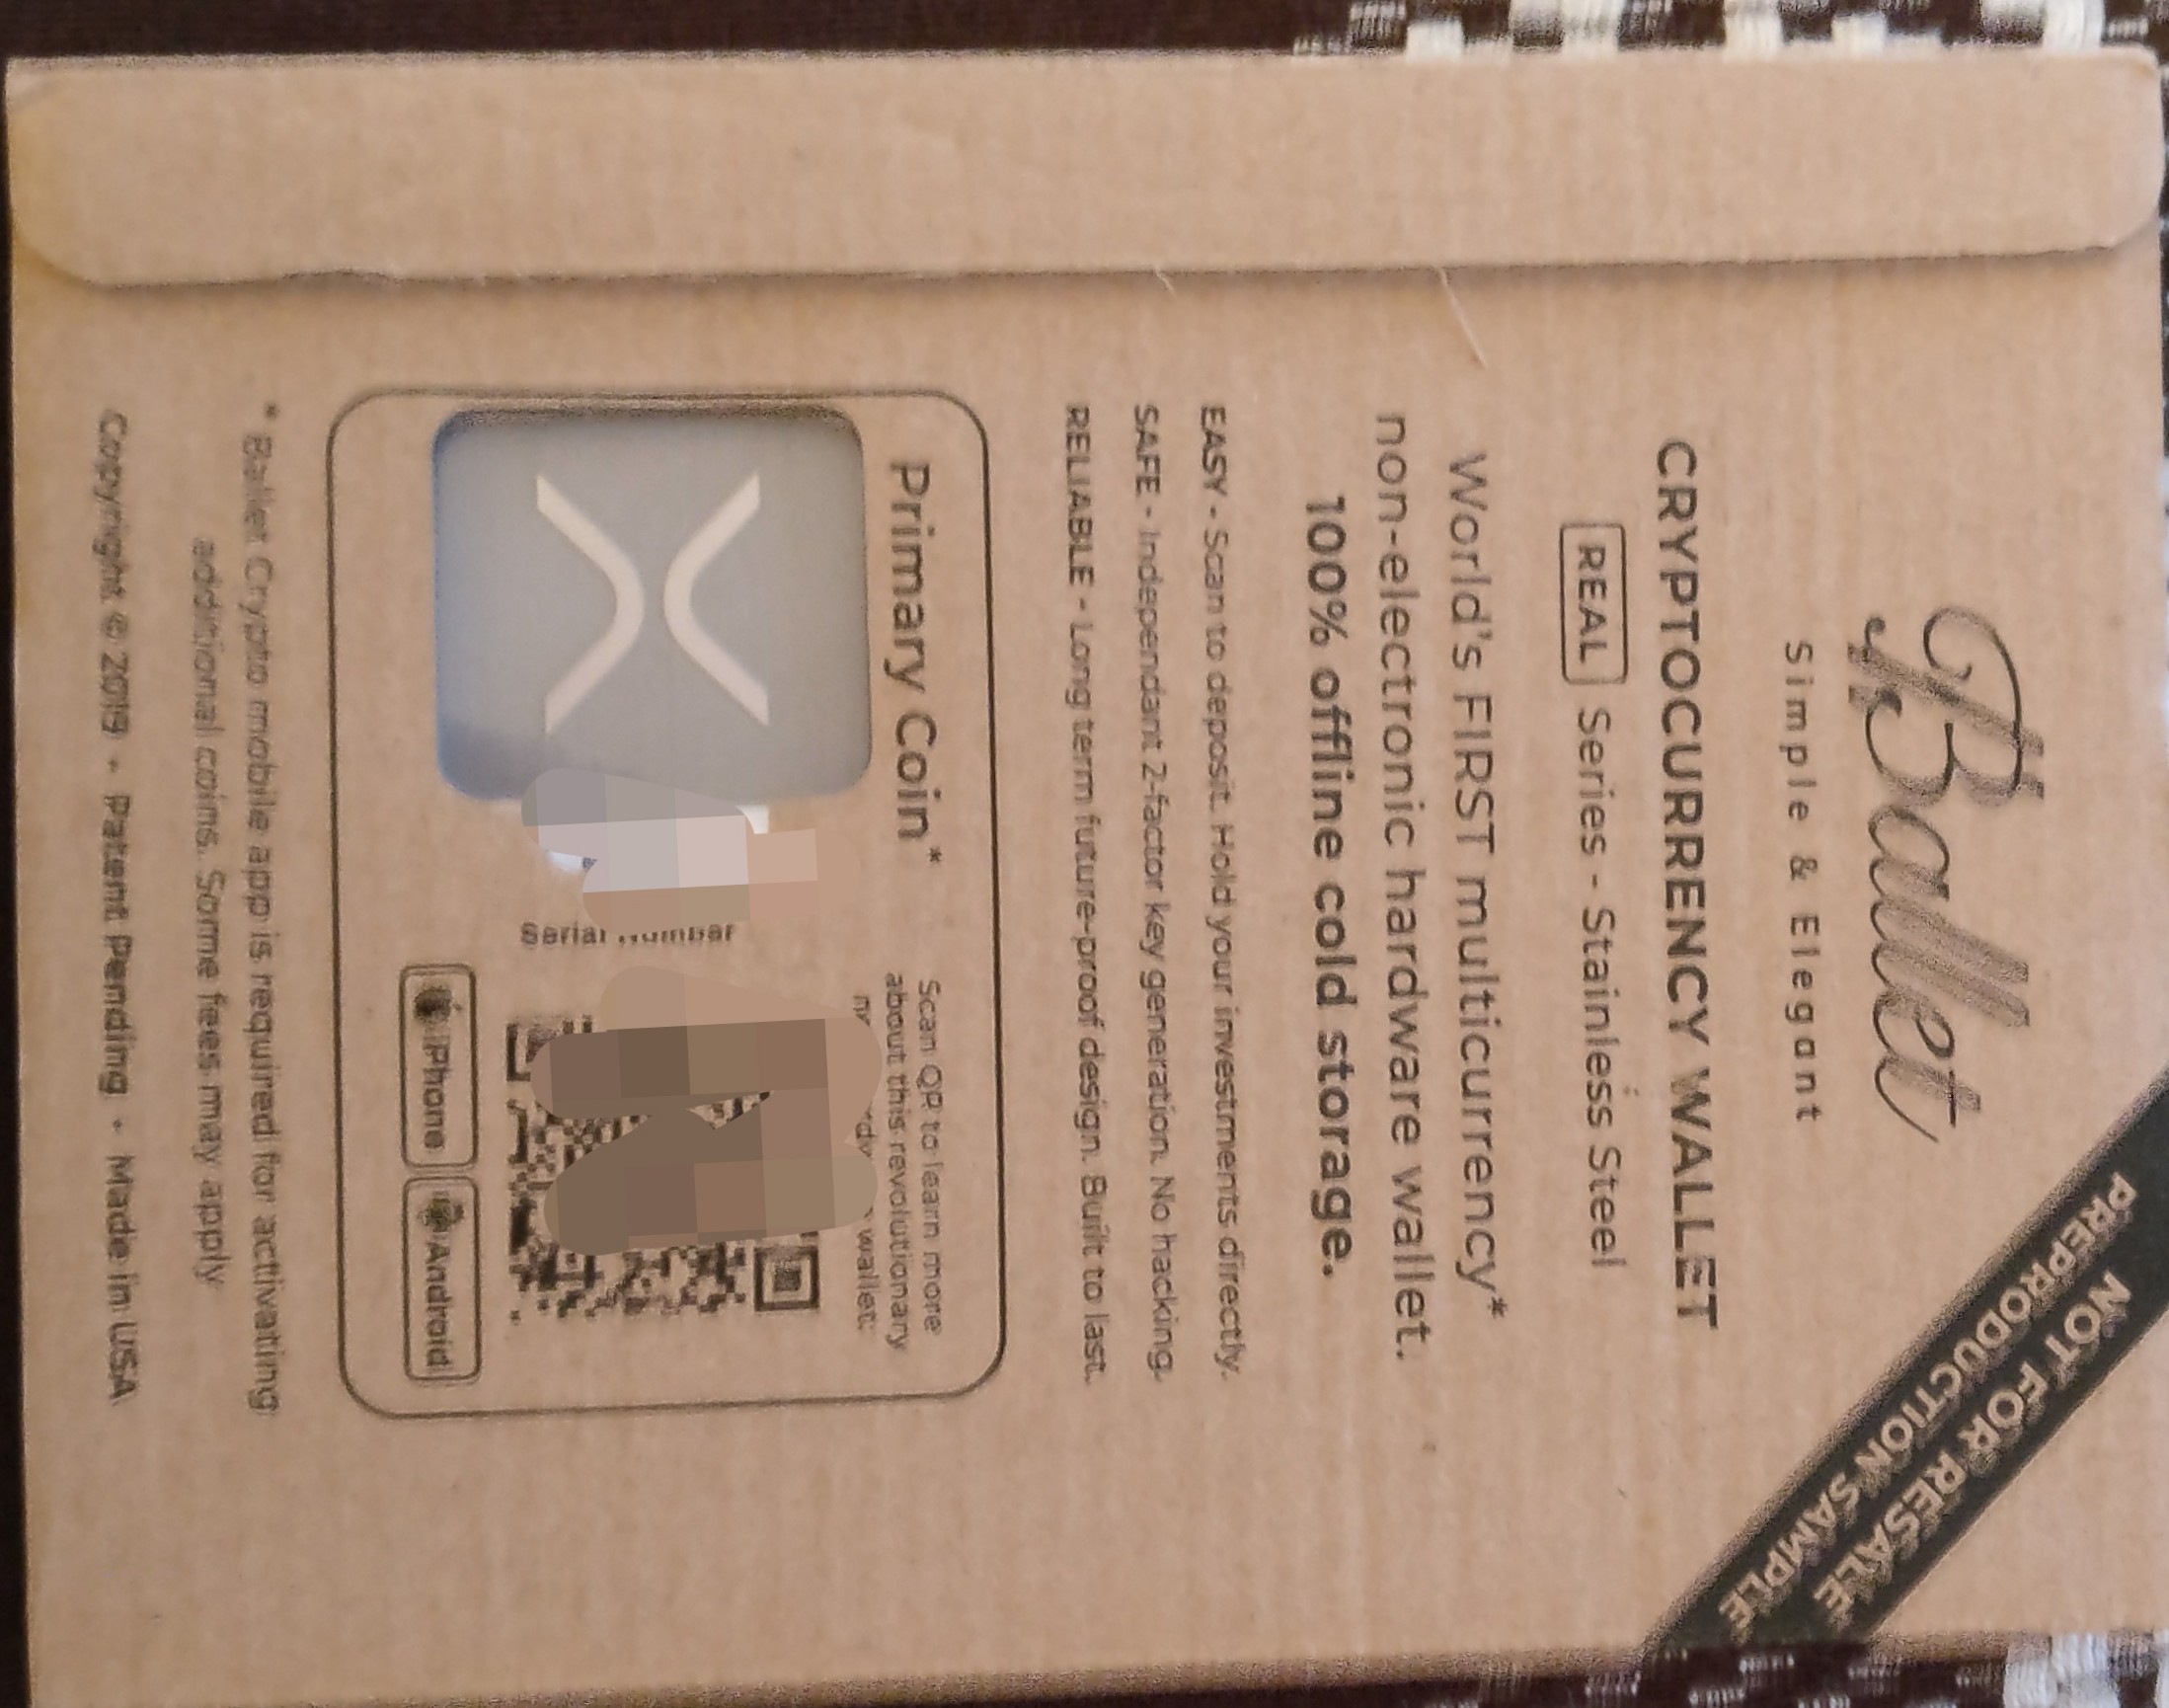 Ballet
Simple & Elegant
NOT FOR RESALE
PREPRODUCTION SAMPLE
CRYPTOCURRENCY WALLET
REAL Series - Stainless Steel
World's FIRST multicurrency*
non-electronic hardware wallet.
100% offline cold storage.
EASY - Scan to deposit. Hold your investments directly.
SAFE - Independant 2-factor key generation. No hacking.
RELIABLE - Long term future-proof design. Built to last.
Primary Coin*
Serial Number
Scan QR to learn more
about this revolutionary
wallet:
iPhone
Android
* Ballet Crypto mobile app is required for activating
additional coins. Some fees may apply
Copyright © 2019 • Patent Pending • Made in USA